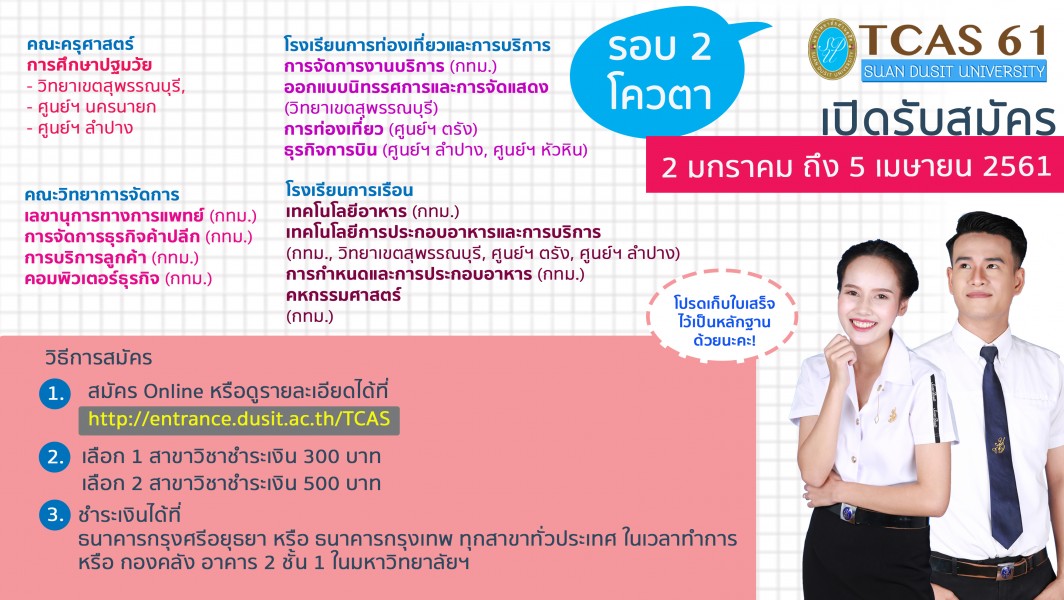 คณะครุศาสตร์
การศึกษาปฐมวัย
- วิทยาเขตสุพรรณบุรี,
- ศูนย์ฯ นครนายก
- ศูนย์ฯ ลำปาง
โรงเรียนการท่องเที่ยวและการบริการ
การจัดการงานบริการ (กทม.)
ออกแบบนิทรรศการและการจัดแสดง
(วิทยาเขตสุพรรณบุรี)
การท่องเที่ยว (ศูนย์ฯ ตรัง)
ธุรกิจการบิน (ศูนย์ฯ ลำปาง, ศูนย์ฯ หัวหิน)
รอบ 2
โควตา
TCAS 61
SUAN DUSIT UNIVERSITY
เปิดรับสมัคร
2 มกราคม ถึง 5 เมษายน 2561
คณะวิทยาการจัดการ
เลขานุการทางการแพทย์ (กทม.)
การจัดการธุรกิจค้าปลีก (กทม.)
การบริการลูกค้า (กทม.)
คอมพิวเตอร์ธุรกิจ (กทม.)
โรงเรียนการเรือน
เทคโนโลยีอาหาร (กทม.)
เทคโนโลยีการประกอบอาหารและการบริการ
(กทม., วิทยาเขตสุพรรณบุรี, ศูนย์ฯ ตรัง, ศูนย์ฯ ลำปาง)
การกำหนดและการประกอบอาหาร (กทม.)
คหกรรมศาสตร์
(กทม.)
โปรดเก็บใบเสร็จ
ไว้เป็นหลักฐาน
ด้วยนะคะ!
วิธีการสมัคร
1. สมัคร Online หรือดูรายละเอียดได้ที่
http://entrance.dusit.ac.th/TCAS
2. เลือก 1 สาขาวิชาชำระเงิน 300 บาท
เลือก 2 สาขาวิชาชำระเงิน 500 บาท
3. ชำระเงินได้ที่
ธนาคารกรุงศรีอยุธยา หรือ ธนาคารกรุงเทพ ทุกสาขาทั่วประเทศ ในเวลาทำการ
หรือ กองคลัง อาคาร 2 ชั้น 1 ในมหาวิทยาลัยฯ